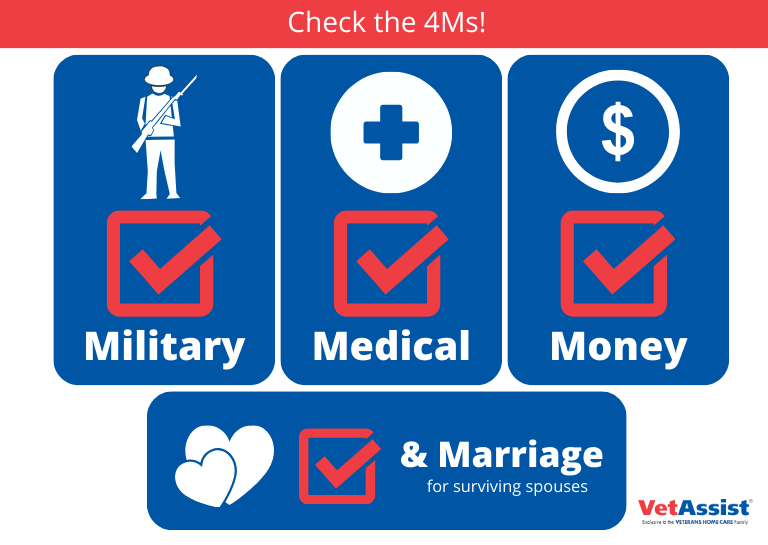 Check the 4Ms!
$
Military
Medical
Money
& Marriage
for surviving spouses
VetAssist®
Exclusive to the VETERANS HOME CARE Family